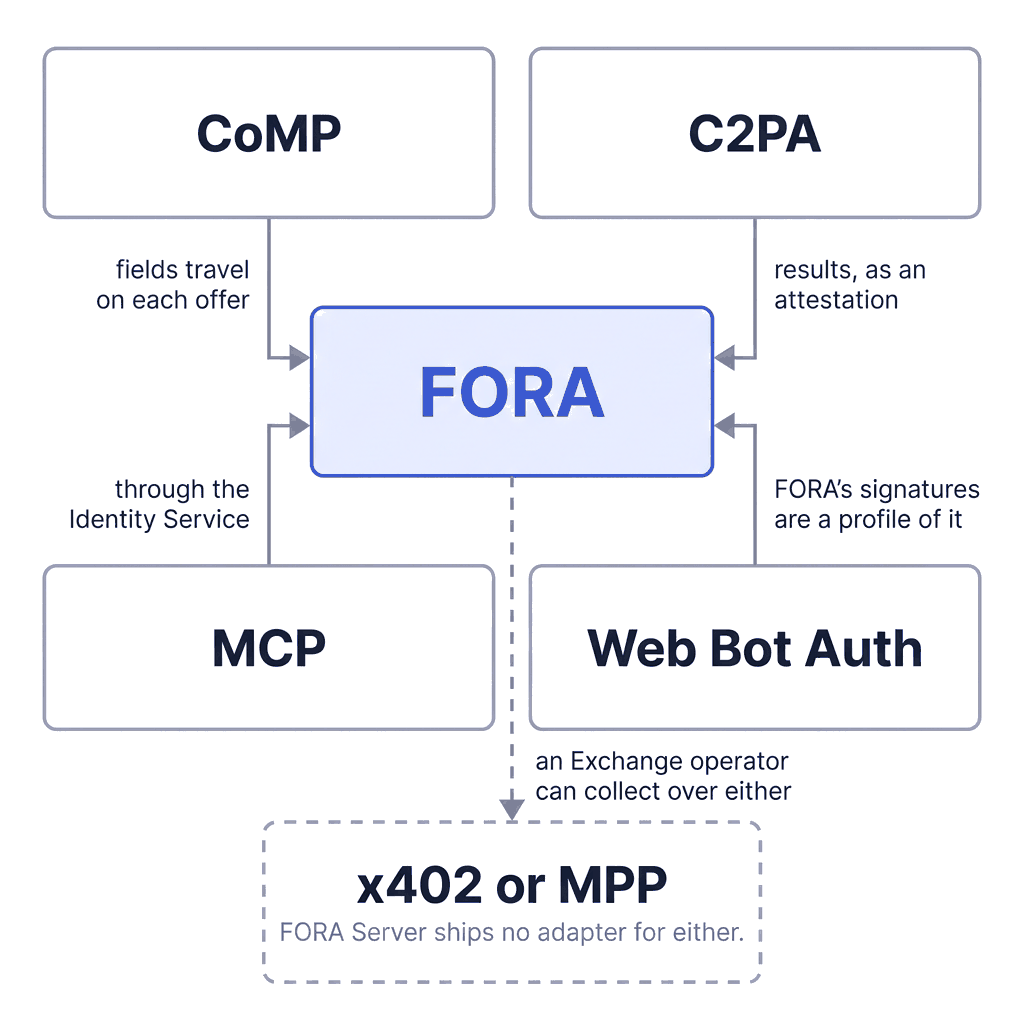 CoMP
C2PA
fields travel
on each offer
results, as an
attestation
FORA
through the
Identity Service
FORA’s signatures
are a profile of it
MCP
Web Bot Auth
an Exchange operator
can collect over either
x402 or MPP
FORA Server ships no adapter for either.